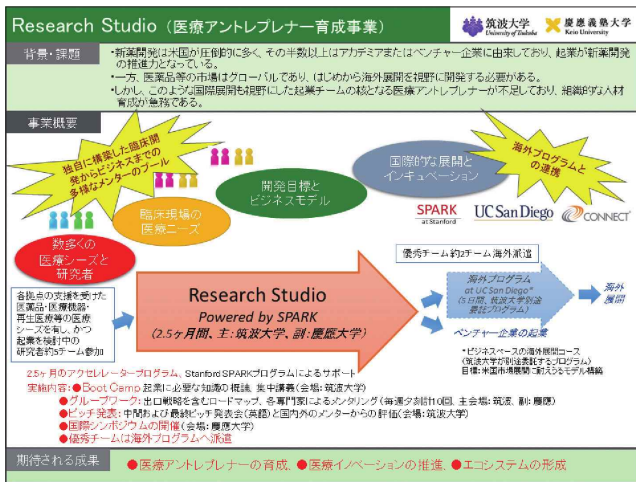 Research Studio（医療アントレプレナー育成事業）
筑波大学
University of Tsukuba
慶應義塾大学
Keio University
背景・課題
・新薬開発は米国が圧倒的に多く、その半数以上はアカデミアまたはベンチャー企業に由来しており、起業が新薬開発
の推進力となっている。
・一方、医薬品等の市場はグローバルであり、はじめから海外展開を視野に開発する必要がある。
・しかし、このような国際展開も視野にした起業チームの核となる医療アントレプレナーが不足しており、組織的な人材
育成が急務である。
事業概要
独自に構築した臨床開
発からビジネスまでの
多様なメンターのプール
数多くの
医療シーズと
研究者
臨床現場の
医療ニーズ
開発目標と
ビジネスモデル
国際的な展開と
インキュベーション
海外プログラムと
の連携
SPARK
at Stanford
UC San Diego
CONNECT
各拠点の支援を受けた
医薬品・医療機器・
再生医療等の医療
シーズを有し、かつ
起業を検討中の
研究者約5チーム参加
Research Studio
Powered by SPARK
（2.5ヶ月間、主：筑波大学、副：慶應大学）
優秀チーム約2チーム海外派遣
海外プログラム
at UC San Diego*
（5日間、筑波大学別途
委託プログラム）
海外
展開
ベンチャー企業の起業
*ビジネスベースの海外展開コース
（筑波大学が別途委託するプログラム）
目標：米国市場展開に耐えうるモデル構築
2.5ヶ月のアクセレレータープログラム、Stanford SPARKプログラムによるサポート
実施内容：●Boot Camp 起業に必要な知識の概論、集中講義（会場：筑波大学）
●グループワーク：出口戦略を含むロードマップ、各専門家によるメンタリング（毎週夕刻計10回、主会場：筑波、副：慶應）
●ピッチ発表：中間および最終ピッチ発表会（英語）と国内外のメンターからの評価（会場：筑波大学）
●国際シンポジウムの開催（会場：慶應大学）
●優秀チームは海外プログラムへ派遣
期待される成果
●医療アントレプレナーの育成、●医療イノベーションの推進、●エコシステムの形成